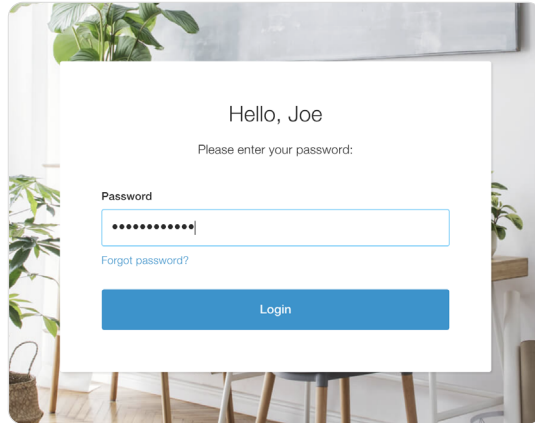 Hello, Joe
Please enter your password:
Password
••••••••••••
Forgot password?
Login